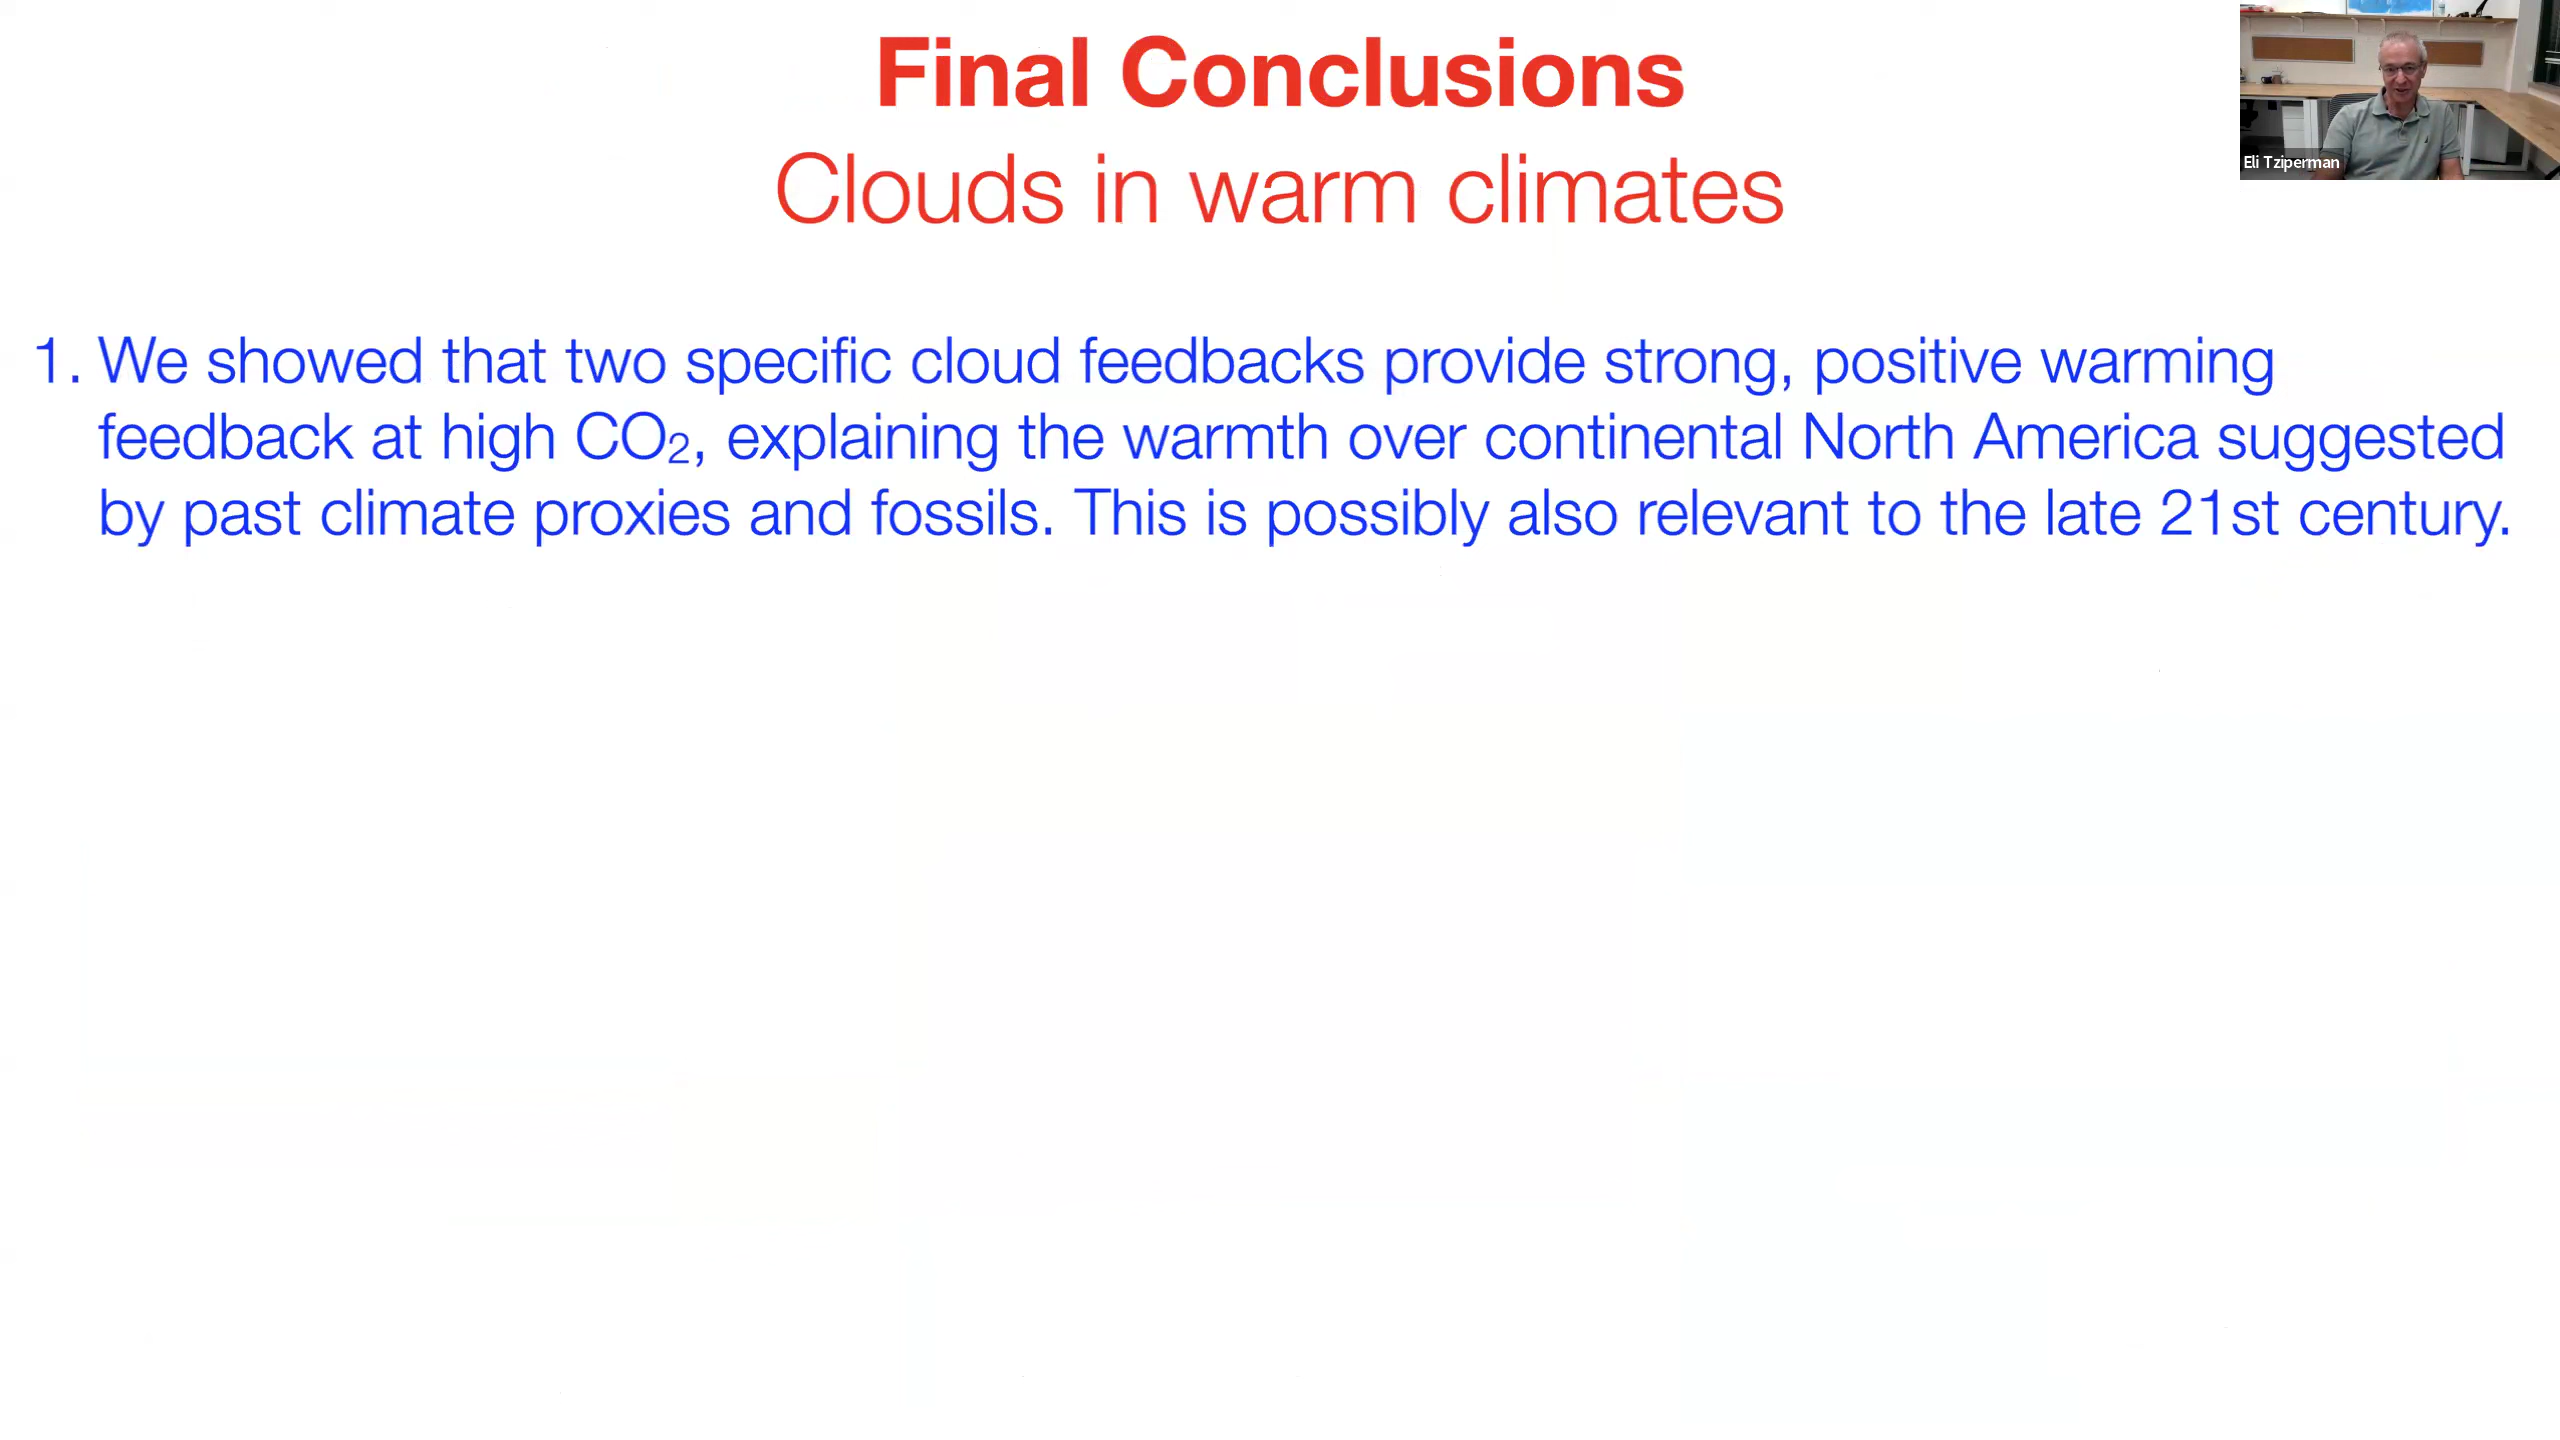 Final Conclusions
Clouds in warm climates
Eli Tziperman
1. We showed that two specific cloud feedbacks provide strong, positive warming
feedback at high CO₂, explaining the warmth over continental North America suggested
by past climate proxies and fossils. This is possibly also relevant to the late 21st century.